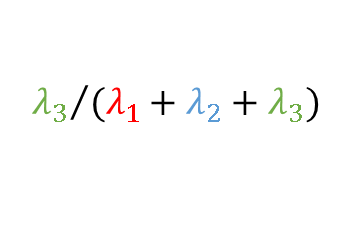 λ₃/(λ₁ + λ₂ + λ₃)